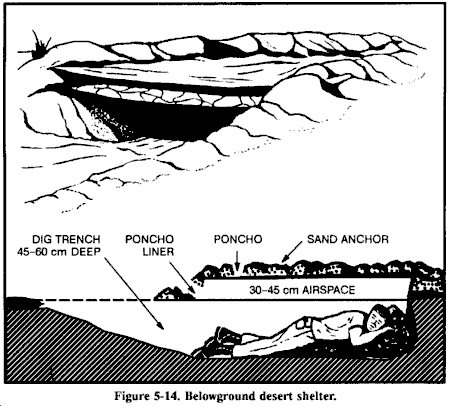 DIG TRENCH
45–60 cm DEEP
PONCHO
LINER
PONCHO
SAND ANCHOR
30–45 cm AIRSPACE
Figure 5-14. Belowground desert shelter.